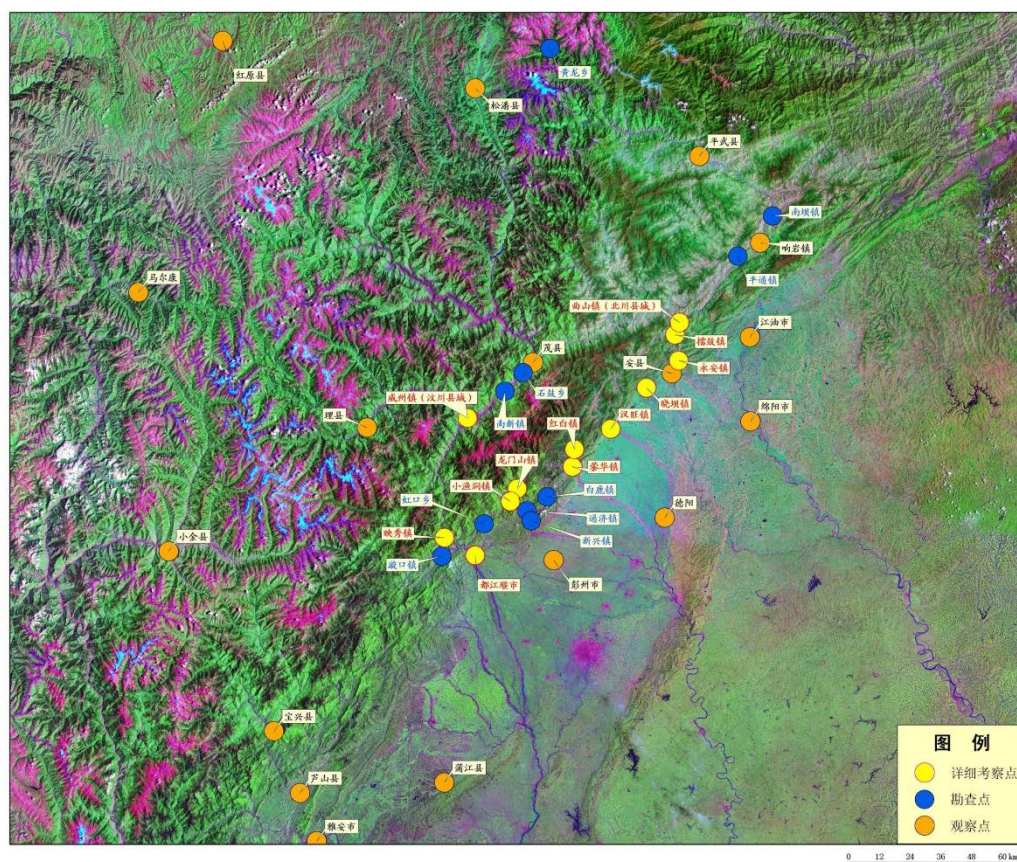 红原县
黄龙乡
松潘县
平武县
南坝镇
响岩镇
平通镇
马尔康
曲山镇（北川县城）
江油市
擂鼓镇
茂县
安县
永安镇
石鼓乡
晓坝镇
威州镇（汶川县城）
南新镇
汉旺镇
理县
绵阳市
红白镇
蓥华镇
龙门山镇
小渔洞镇
白鹿镇
虹口乡
通济镇
德阳
映秀镇
新兴镇
小金县
漩口镇
都江堰市
彭州市
宝兴县
芦山县
蒲江县
雅安市
图 例
详细考察点
勘查点
观察点
0 12 24 36 48 60 km